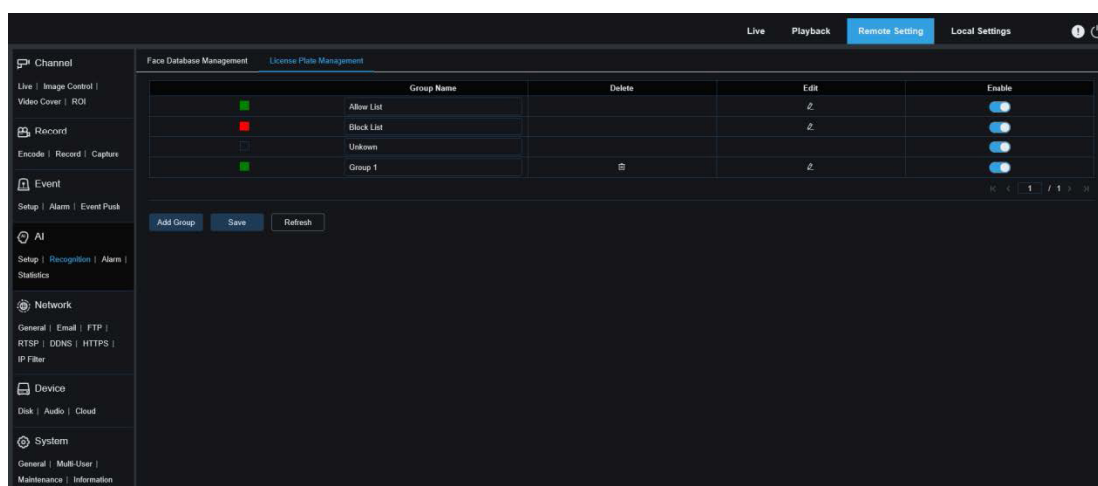 Live Playback Remote Setting Local Settings
Channel
Live | Image Control |
Video Cover | ROI
Record
Encode | Record | Capture
Event
Setup | Alarm | Event Push
AI
Setup | Recognition | Alarm |
Statistics
Network
General | Email | FTP |
RTSP | DDNS | HTTPS |
IP Filter
Device
Disk | Audio | Cloud
System
General | Multi-User |
Maintenance | Information
Face Database Management License Plate Management
Group Name Delete Edit Enable
Allow List
Block List
Unkown
Group 1
1 / 1
Add Group Save Refresh